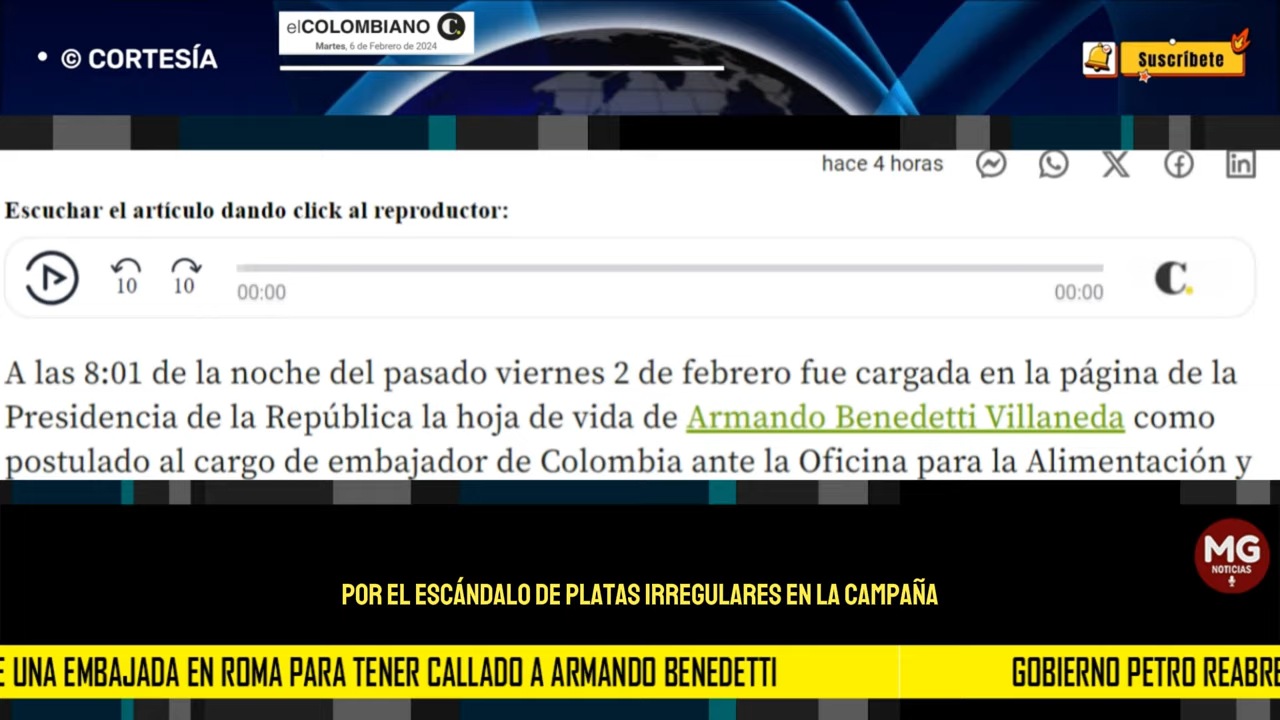 © CORTESÍA
elCOLOMBIANO C.
Martes, 6 de Febrero de 2024
Suscríbete
hace 4 horas
Escuchar el artículo dando click al reproductor:
10
10
00:00
00:00
C.
A las 8:01 de la noche del pasado viernes 2 de febrero fue cargada en la página de la
Presidencia de la República la hoja de vida de Armando Benedetti Villaneda como
postulado al cargo de embajador de Colombia ante la Oficina para la Alimentación y
MG
NOTICIAS
POR EL ESCÁNDALO DE PLATAS IRREGULARES EN LA CAMPAÑA
E UNA EMBAJADA EN ROMA PARA TENER CALLADO A ARMANDO BENEDETTI
GOBIERNO PETRO REABRE